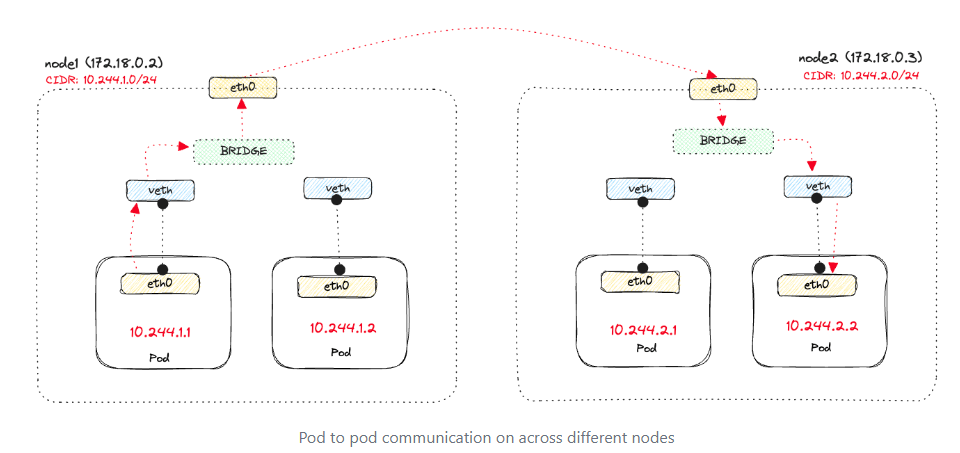 node1 (172.18.0.2)
CIDR: 10.244.1.0/24
eth0
BRIDGE
veth
veth
eth0
10.244.1.1
Pod
eth0
10.244.1.2
Pod
node2 (172.18.0.3)
CIDR: 10.244.2.0/24
eth0
BRIDGE
veth
veth
eth0
10.244.2.1
Pod
eth0
10.244.2.2
Pod
Pod to pod communication on across different nodes